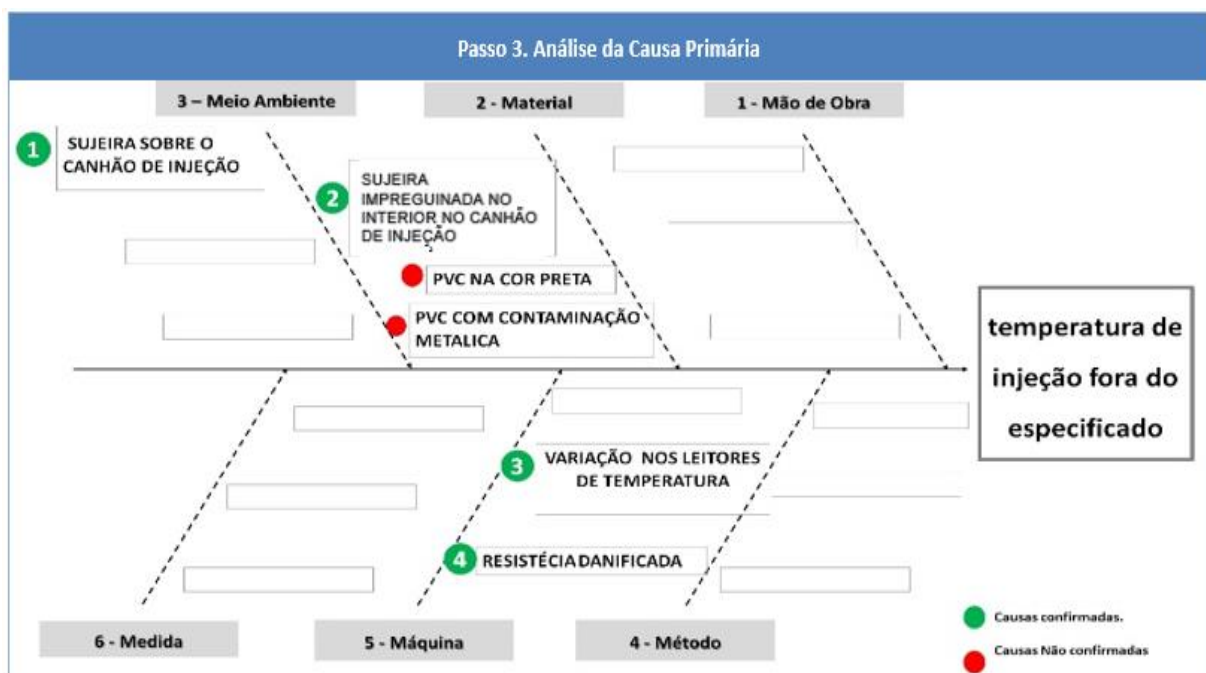 Passo 3. Análise da Causa Primária
3 – Meio Ambiente
2 - Material
1 - Mão de Obra
1
SUJEIRA SOBRE O
CANHÃO DE INJEÇÃO
2
SUJEIRA
IMPREGUINADA NO
INTERIOR NO CANHÃO
DE INJEÇÃO
PVC NA COR PRETA
PVC COM CONTAMINAÇÃO
METALICA
temperatura de
injeção fora do
especificado
3
VARIAÇÃO NOS LEITORES
DE TEMPERATURA
4
RESISTÉCIA DANIFICADA
6 - Medida
5 - Máquina
4 - Método
Causas confirmadas.
Causas Não confirmadas